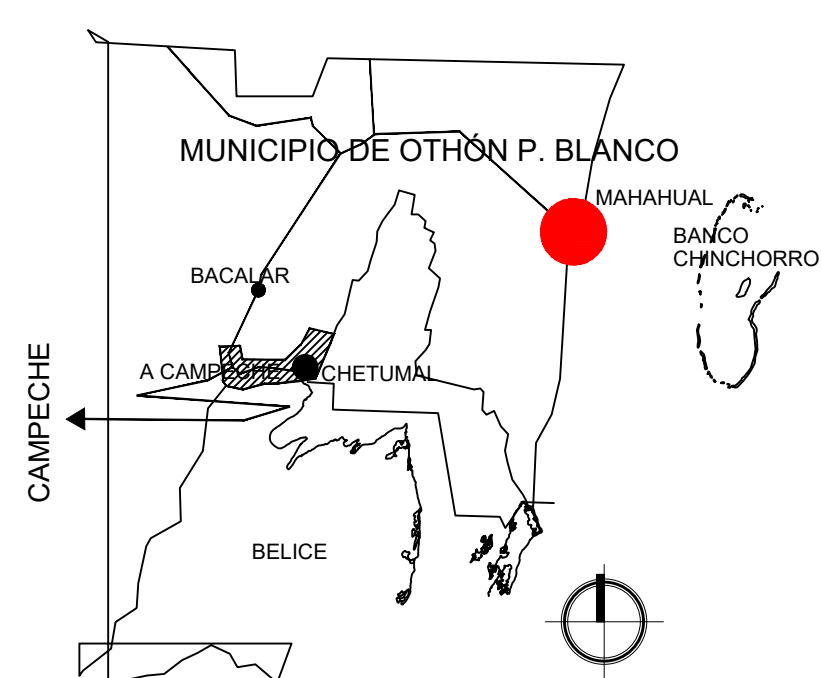 MUNICIPIO DE OTHÓN P. BLANCO
MAHAHUAL
BANCO
CHINCHORRO
BACALAR
A CAMPECHE
CHETUMAL
CAMPECHE
BELICE